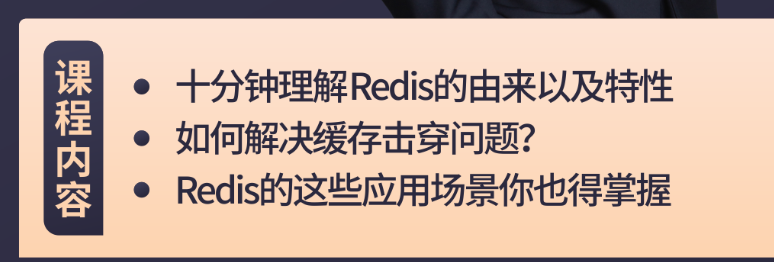 课程内容
十分钟理解Redis的由来以及特性
如何解决缓存击穿问题?
Redis的这些应用场景你也得掌握